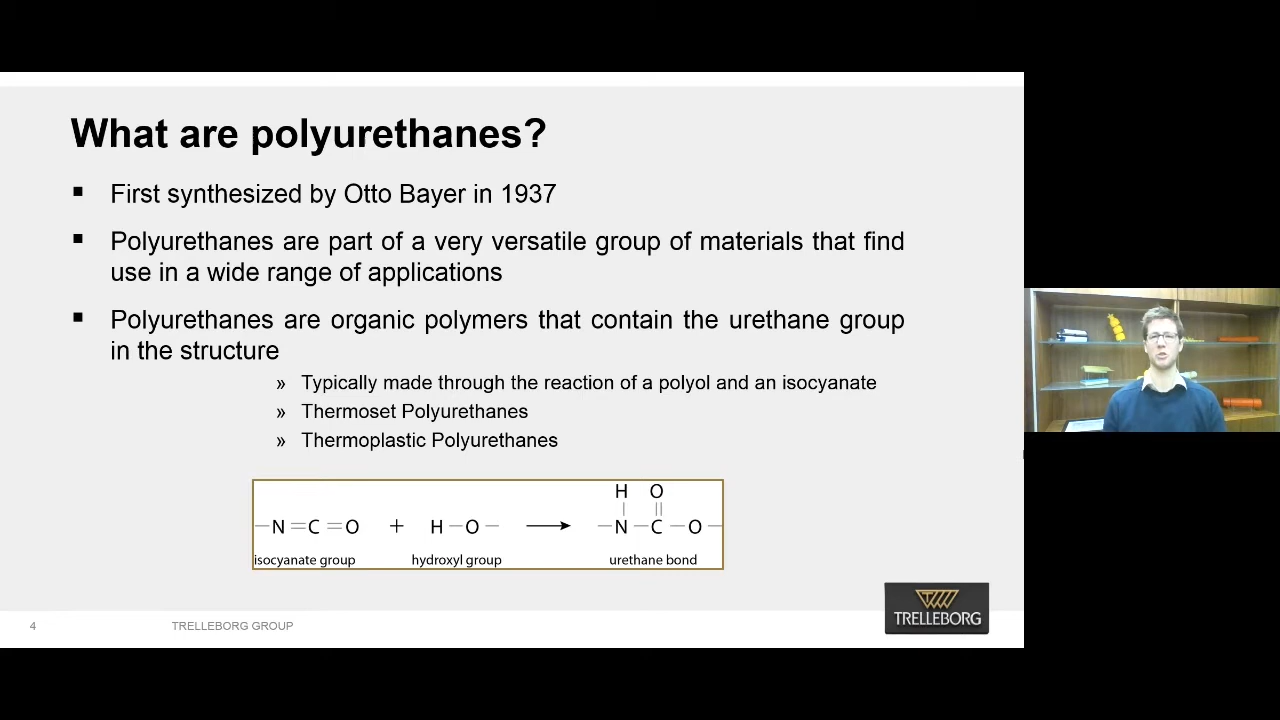 What are polyurethanes?
▪ First synthesized by Otto Bayer in 1937
▪ Polyurethanes are part of a very versatile group of materials that find
use in a wide range of applications
▪ Polyurethanes are organic polymers that contain the urethane group
in the structure
» Typically made through the reaction of a polyol and an isocyanate
» Thermoset Polyurethanes
» Thermoplastic Polyurethanes
H O
–N=C=O + H–O– → –N–C–O–
isocyanate group hydroxyl group urethane bond
TRELLEBORG
4 TRELLEBORG GROUP